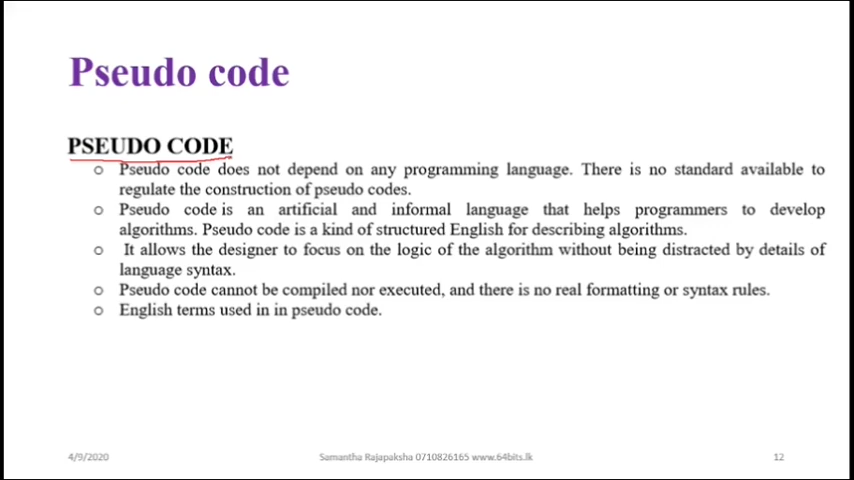 Pseudo code
PSEUDO CODE
o Pseudo code does not depend on any programming language. There is no standard available to
regulate the construction of pseudo codes.
o Pseudo code is an artificial and informal language that helps programmers to develop
algorithms. Pseudo code is a kind of structured English for describing algorithms.
o It allows the designer to focus on the logic of the algorithm without being distracted by details of
language syntax.
o Pseudo code cannot be compiled nor executed, and there is no real formatting or syntax rules.
o English terms used in in pseudo code.
4/9/2020 Samantha Rajapaksha 0710826165 www.64bits.lk 12